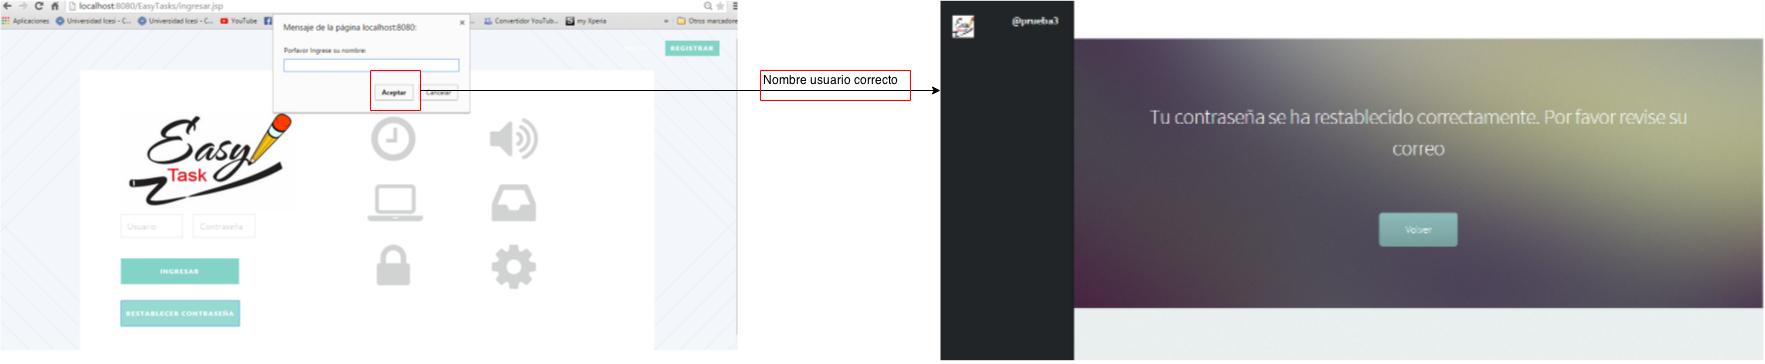 localhost:8080/EasyTasks/ingresar.jsp
Aplicaciones
Universidad Icesi - C...
Universidad Icesi - C...
YouTube
Convertidor YouTub...
my Xperia
»
Otros marcadores
Mensaje de la página localhost:8080:
Porfavor Ingrese su nombre:
Aceptar
Cancelar
REGISTRAR
Easy
Task
Usuario
Contraseña
INGRESAR
RESTABLECER CONTRASEÑA
Nombre usuario correcto
Easy
@prueba3
Tu contraseña se ha restablecido correctamente. Por favor revise su
correo
Volver